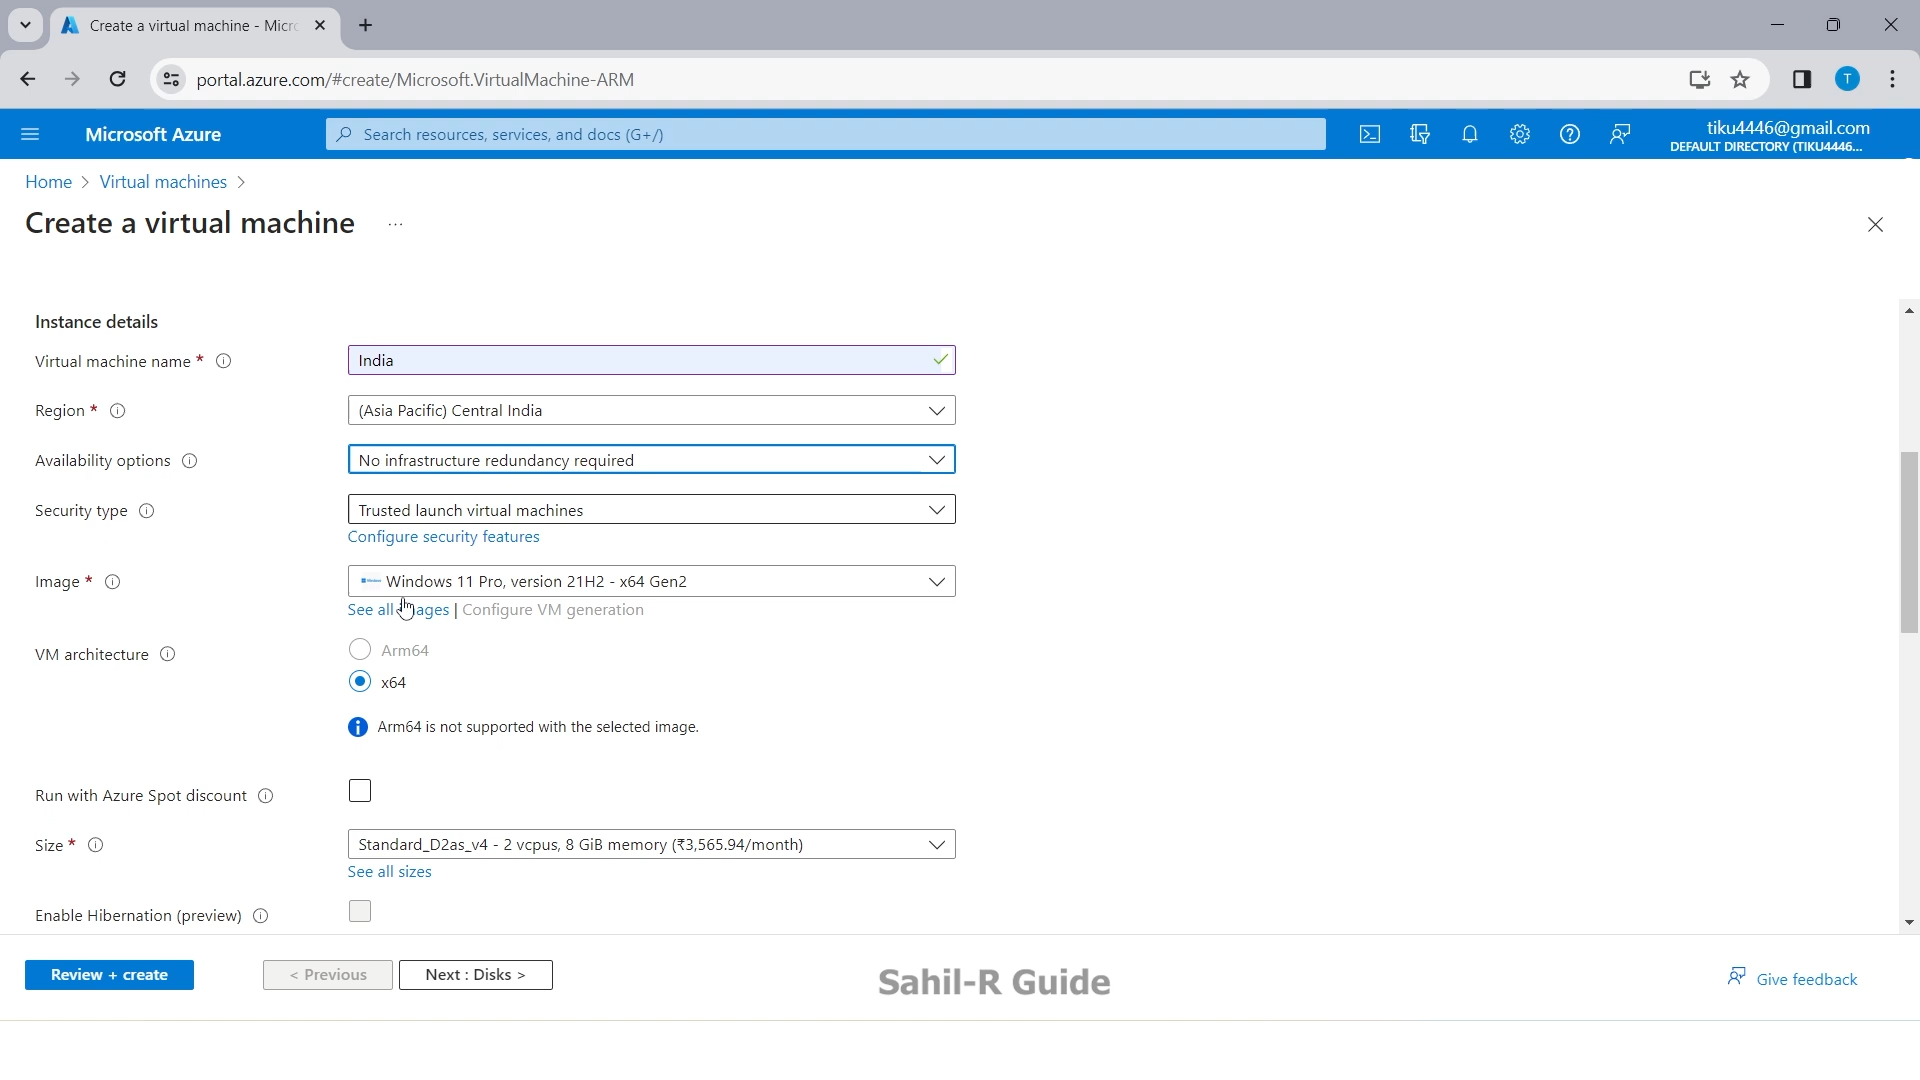 Create a virtual machine - Micr
portal.azure.com/#create/Microsoft.VirtualMachine-ARM
T
Microsoft Azure
Search resources, services, and docs (G+/)
tiku4446@gmail.com
DEFAULT DIRECTORY (TIKU4446...
Home > Virtual machines >
Create a virtual machine ...
Instance details
Virtual machine name * India
Region * (Asia Pacific) Central India
Availability options No infrastructure redundancy required
Security type Trusted launch virtual machines
Configure security features
Image * Windows 11 Pro, version 21H2 - x64 Gen2
See all ages | Configure VM generation
VM architecture Arm64
x64
Arm64 is not supported with the selected image.
Run with Azure Spot discount
Size * Standard_D2as_v4 - 2 vcpus, 8 GiB memory (₹3,565.94/month)
See all sizes
Enable Hibernation (preview)
Review + create
< Previous
Next : Disks >
Sahil-R Guide
Give feedback